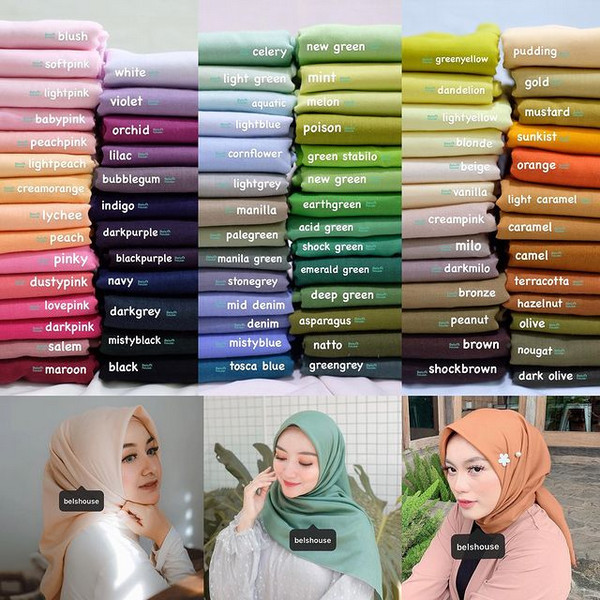 blush
softpink
lightpink
babypink
peachpink
lightpeach
creamorange
lychee
peach
pinky
dustypink
lovepink
darkpink
salem
maroon
white
violet
orchid
lilac
bubblegum
indigo
darkpurple
blackpurple
navy
darkgrey
mistyblack
black
celery
light green
aquatic
lightblue
cornflower
lightgrey
manilla
palegreen
manila green
stonegrey
mid denim
denim
mistyblue
tosca blue
new green
mint
melon
poison
green stabilo
new green
earthgreen
acid green
shock green
emerald green
deep green
asparagus
natto
greengrey
greenyellow
dandelion
lightyellow
blonde
beige
vanilla
creampink
milo
darkmilo
bronze
peanut
brown
shockbrown
pudding
gold
mustard
sunkist
orange
light caramel
caramel
camel
terracotta
hazelnut
olive
nougat
dark olive
belshouse
belshouse
belshouse